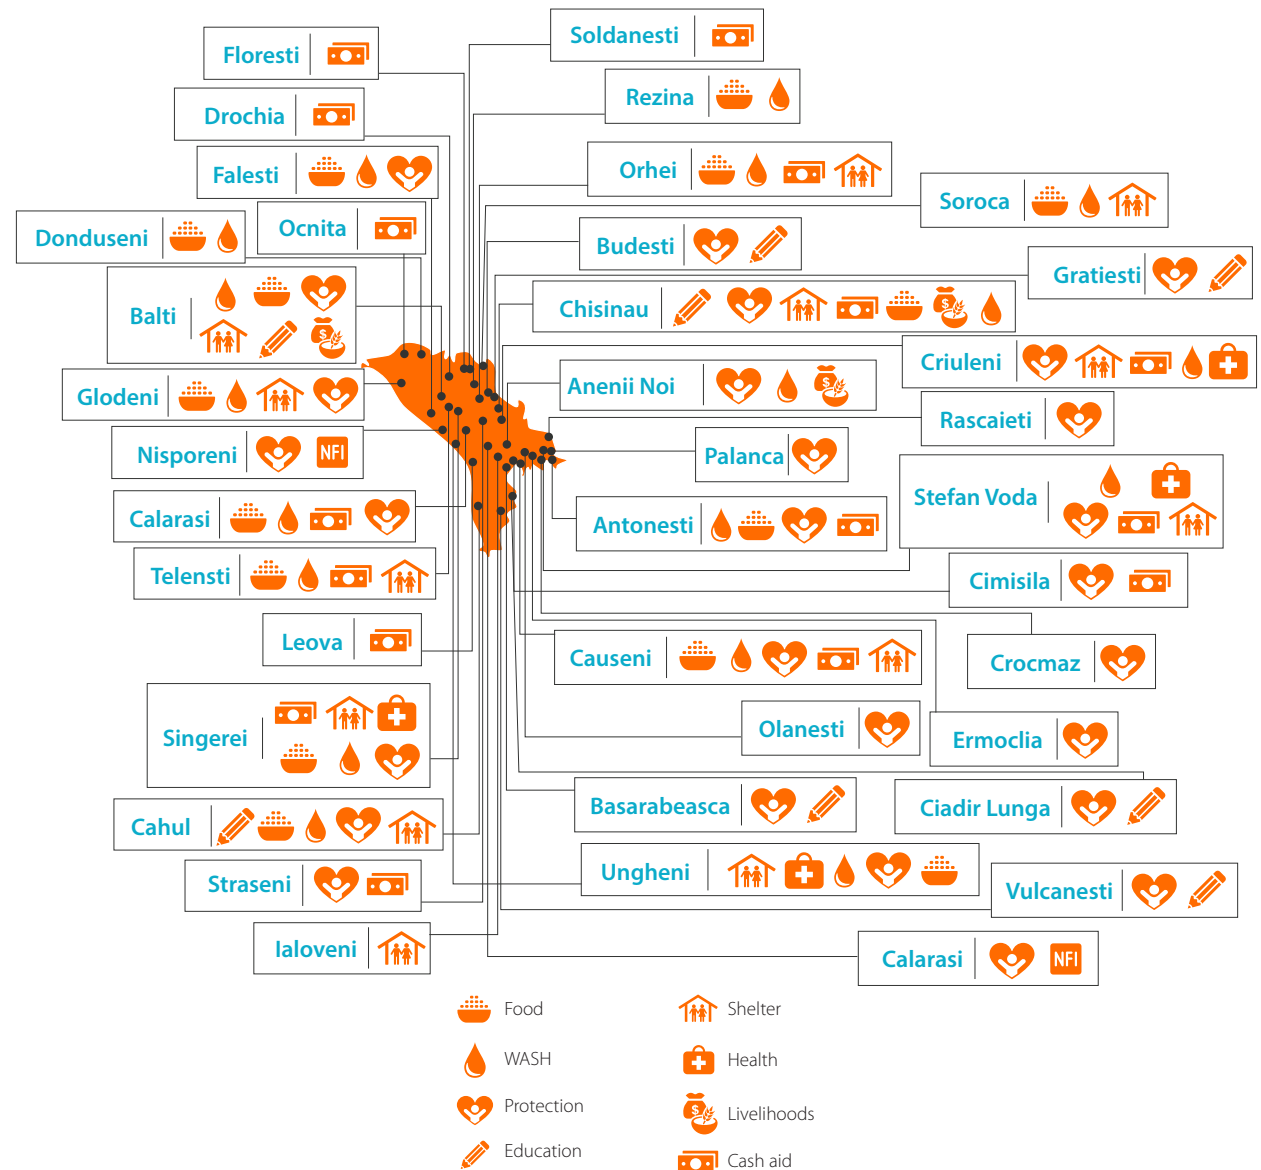 Soldanesti
Floresti
Rezina
Drochia
Orhei
Falesti
Soroca
Ocnita
Donduseni
Budesti
Gratiesti
Balti
Chisinau
Criuleni
Anenii Noi
Glodeni
Rascaieti
Nisporeni
NFI
Palanca
Stefan Voda
Calarasi
Antonesti
Telensti
Cimisila
Leova
Causeni
Crocmaz
Singerei
Olanesti
Ermoclia
Basarabeasca
Ciadir Lunga
Cahul
Straseni
Ungheni
Vulcanesti
Ialoveni
Calarasi
NFI
Food
Shelter
WASH
Health
Protection
Livelihoods
Education
Cash aid